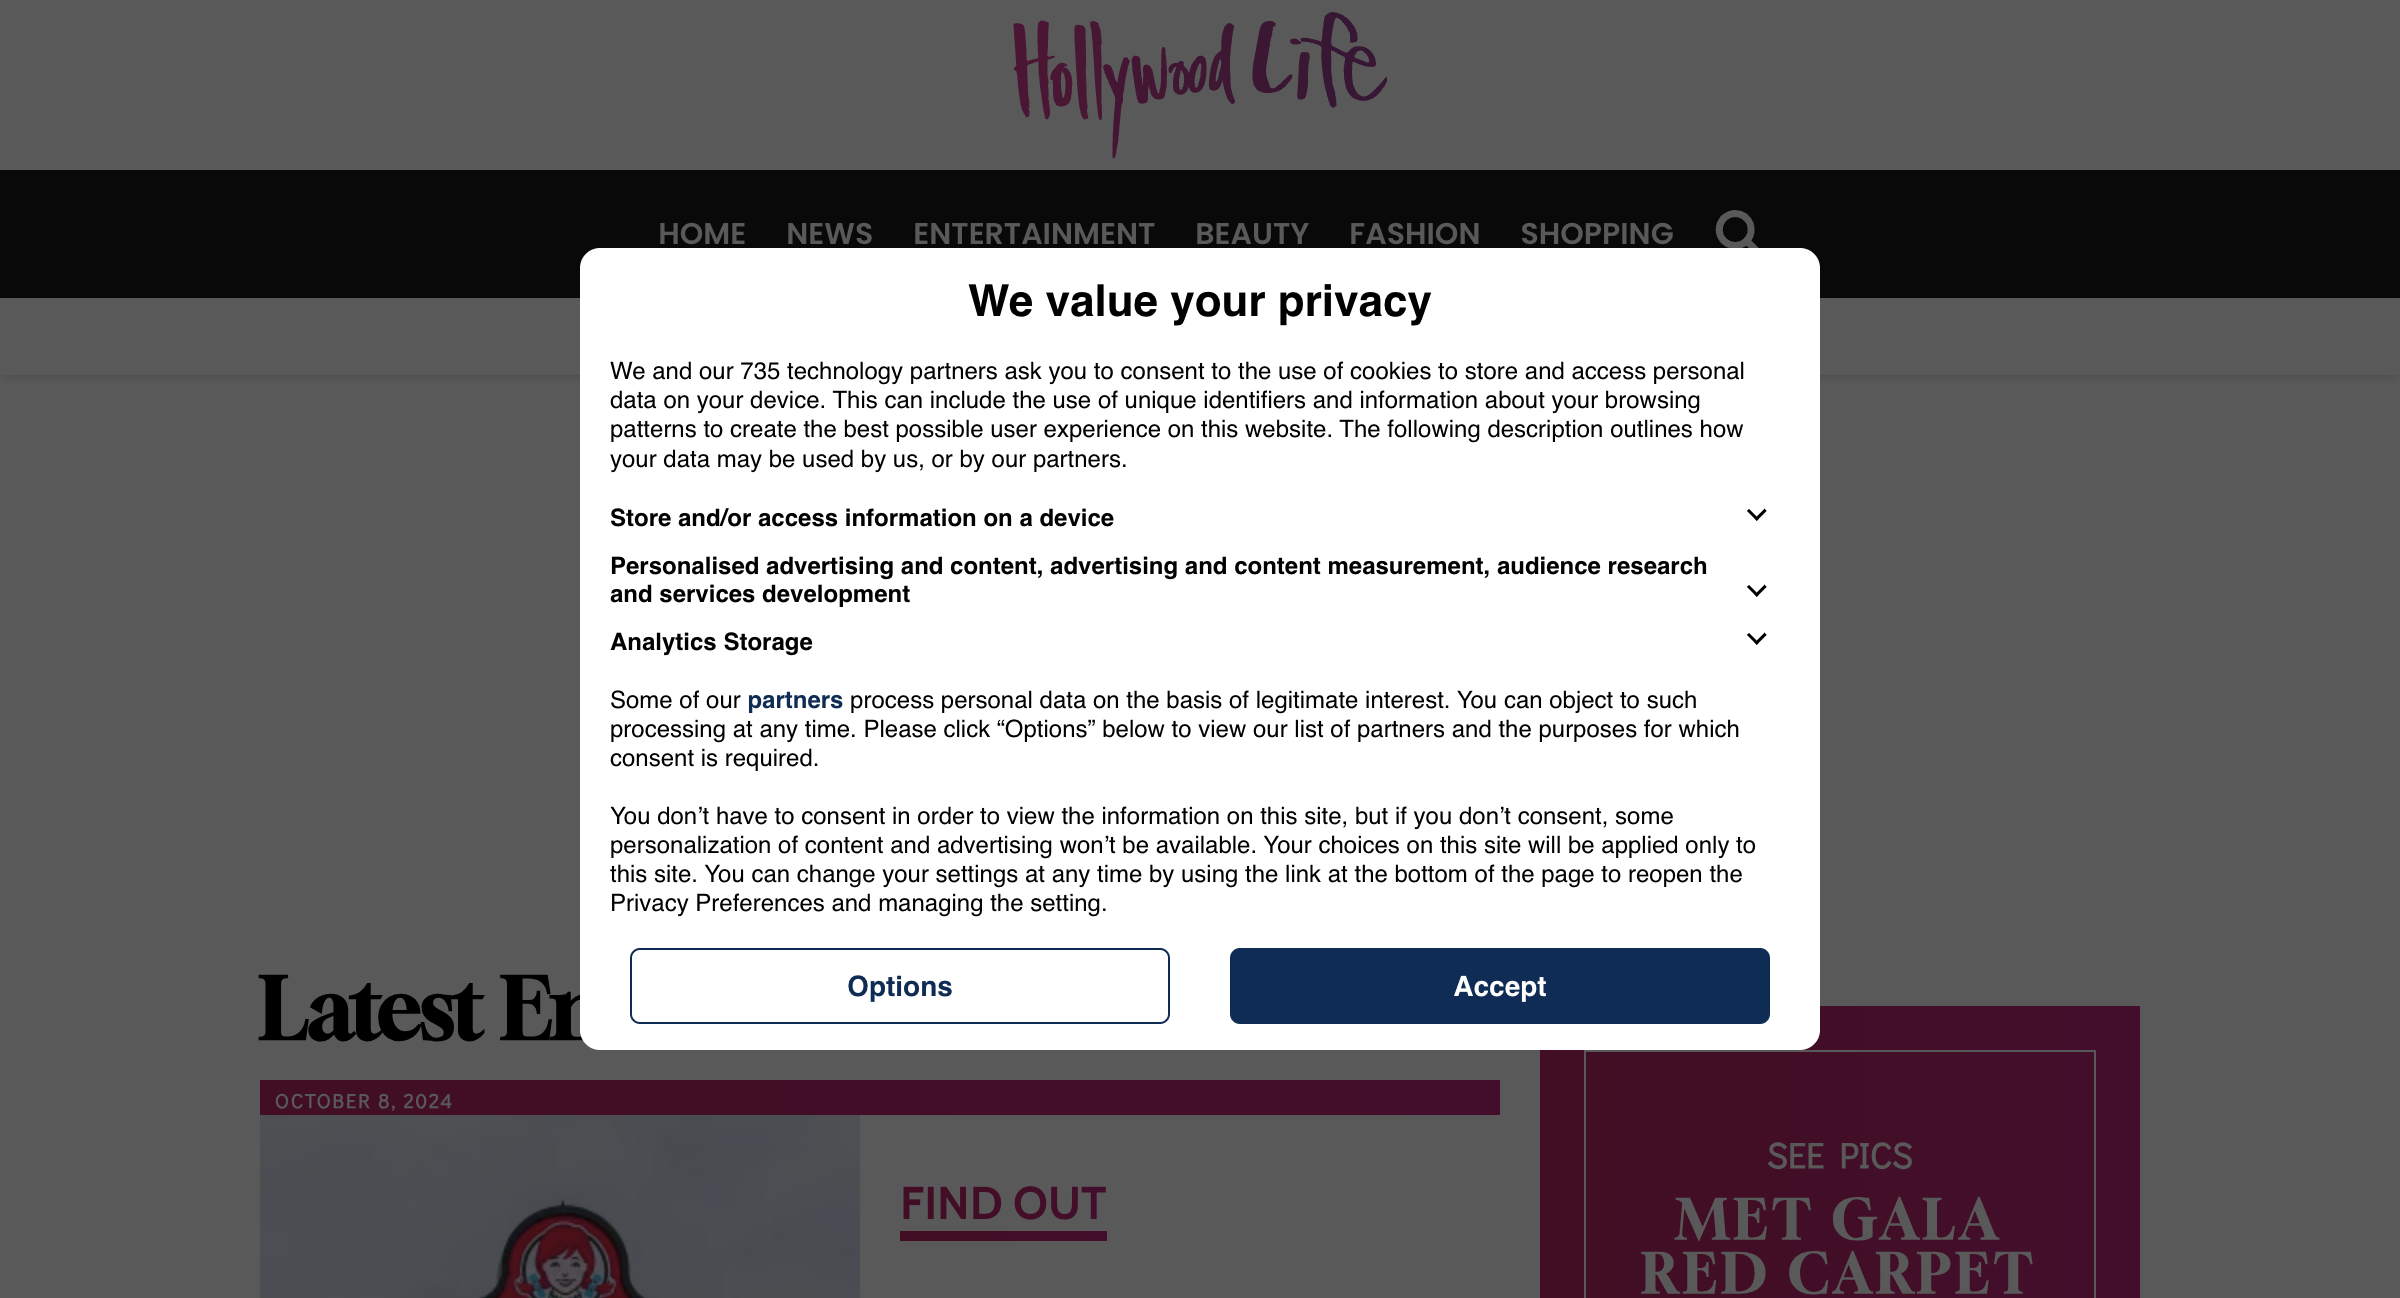 Hollywood Life
HOME NEWS ENTERTAINMENT BEAUTY FASHION SHOPPING
We value your privacy
We and our 735 technology partners ask you to consent to the use of cookies to store and access personal
data on your device. This can include the use of unique identifiers and information about your browsing
patterns to create the best possible user experience on this website. The following description outlines how
your data may be used by us, or by our partners.
Store and/or access information on a device
Personalised advertising and content, advertising and content measurement, audience research
and services development
Analytics Storage
Some of our partners process personal data on the basis of legitimate interest. You can object to such
processing at any time. Please click “Options” below to view our list of partners and the purposes for which
consent is required.
You don’t have to consent in order to view the information on this site, but if you don’t consent, some
personalization of content and advertising won’t be available. Your choices on this site will be applied only to
this site. You can change your settings at any time by using the link at the bottom of the page to reopen the
Privacy Preferences and managing the setting.
Options Accept
Latest
OCTOBER 8, 2024
FIND OUT
SEE PICS
MET GALA
RED CARPET